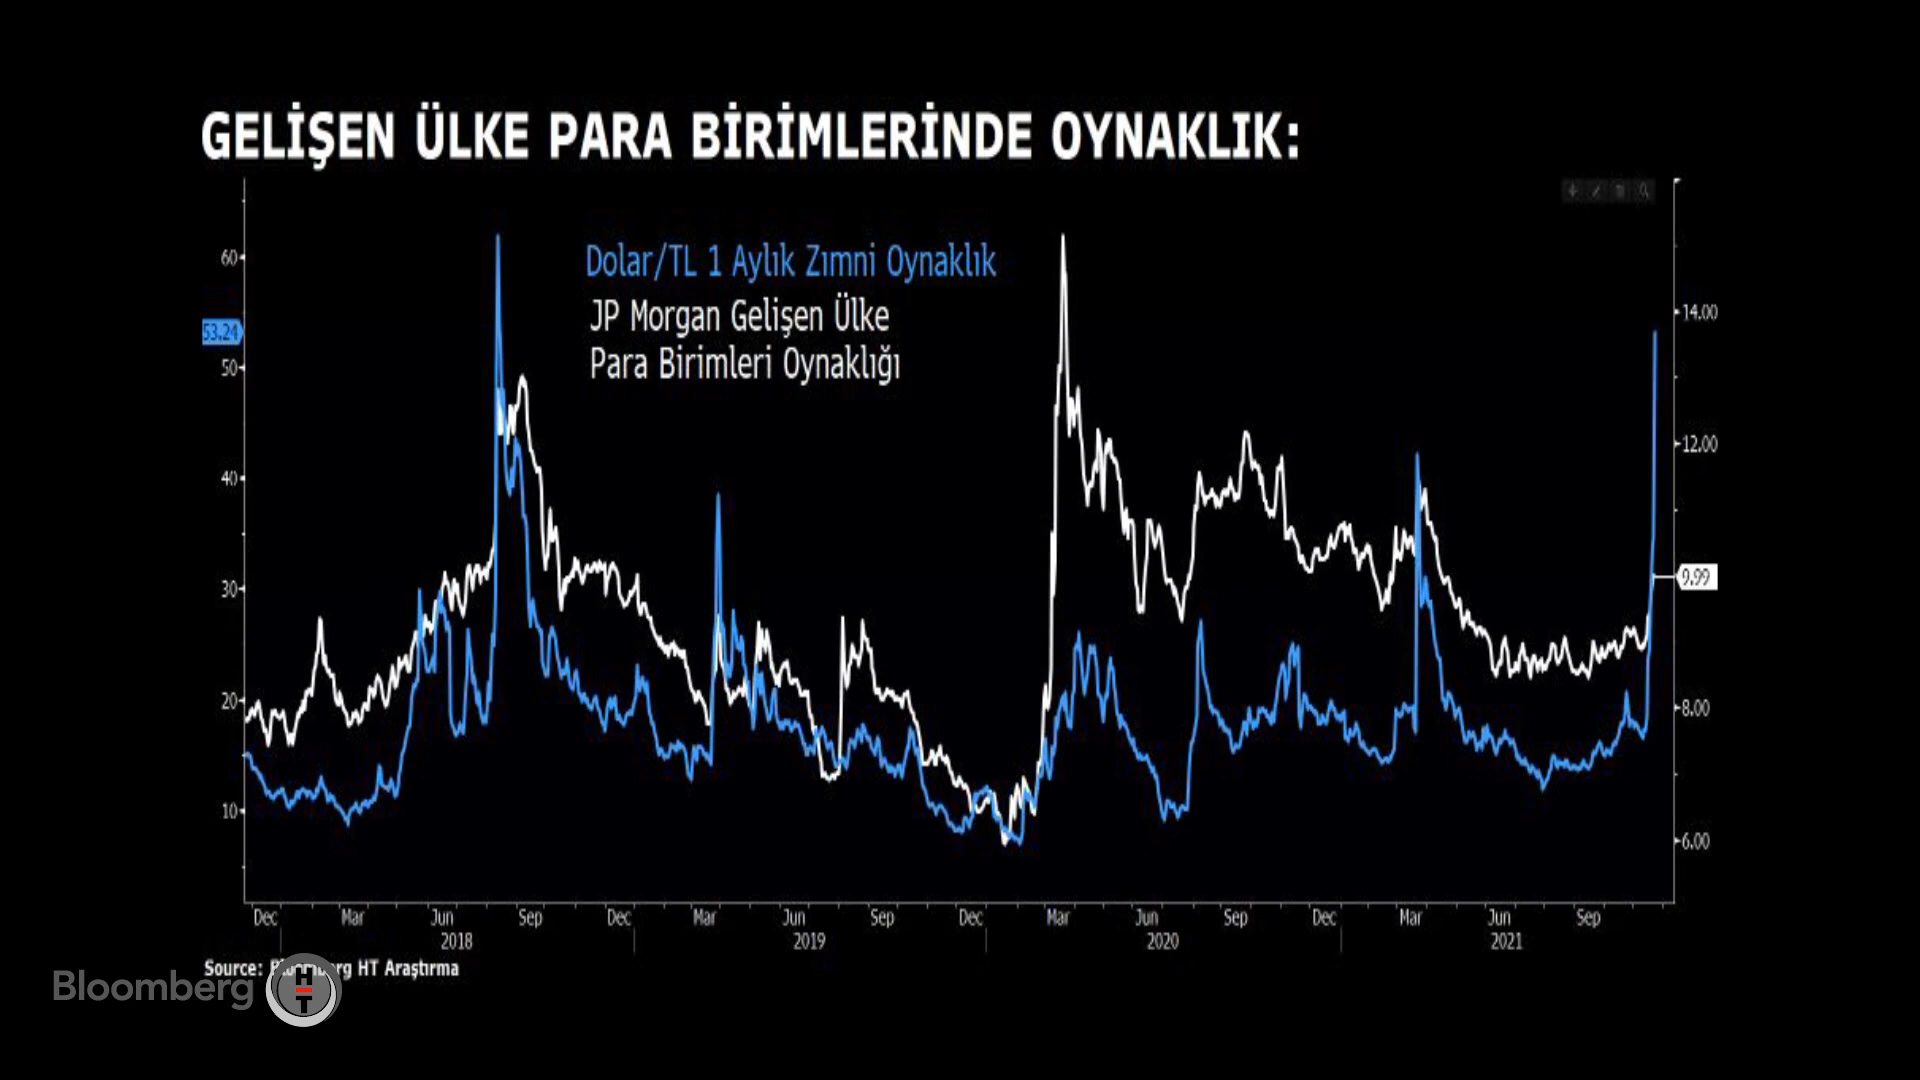 GELİŞEN ÜLKE PARA BİRİMLERİNDE OYNAKLIK:
Dolar/TL 1 Aylık Zımni Oynaklık
JP Morgan Gelişen Ülke
Para Birimleri Oynaklığı
60
53.24
50
40
30
20
10
14.00
12.00
9.99
8.00
6.00
Dec Mar Jun Sep Dec Mar Jun Sep Dec Mar Jun Sep Dec Mar Jun Sep
2018 2019 2020 2021
Source: Bloomberg HT Araştırma
Bloomberg HT